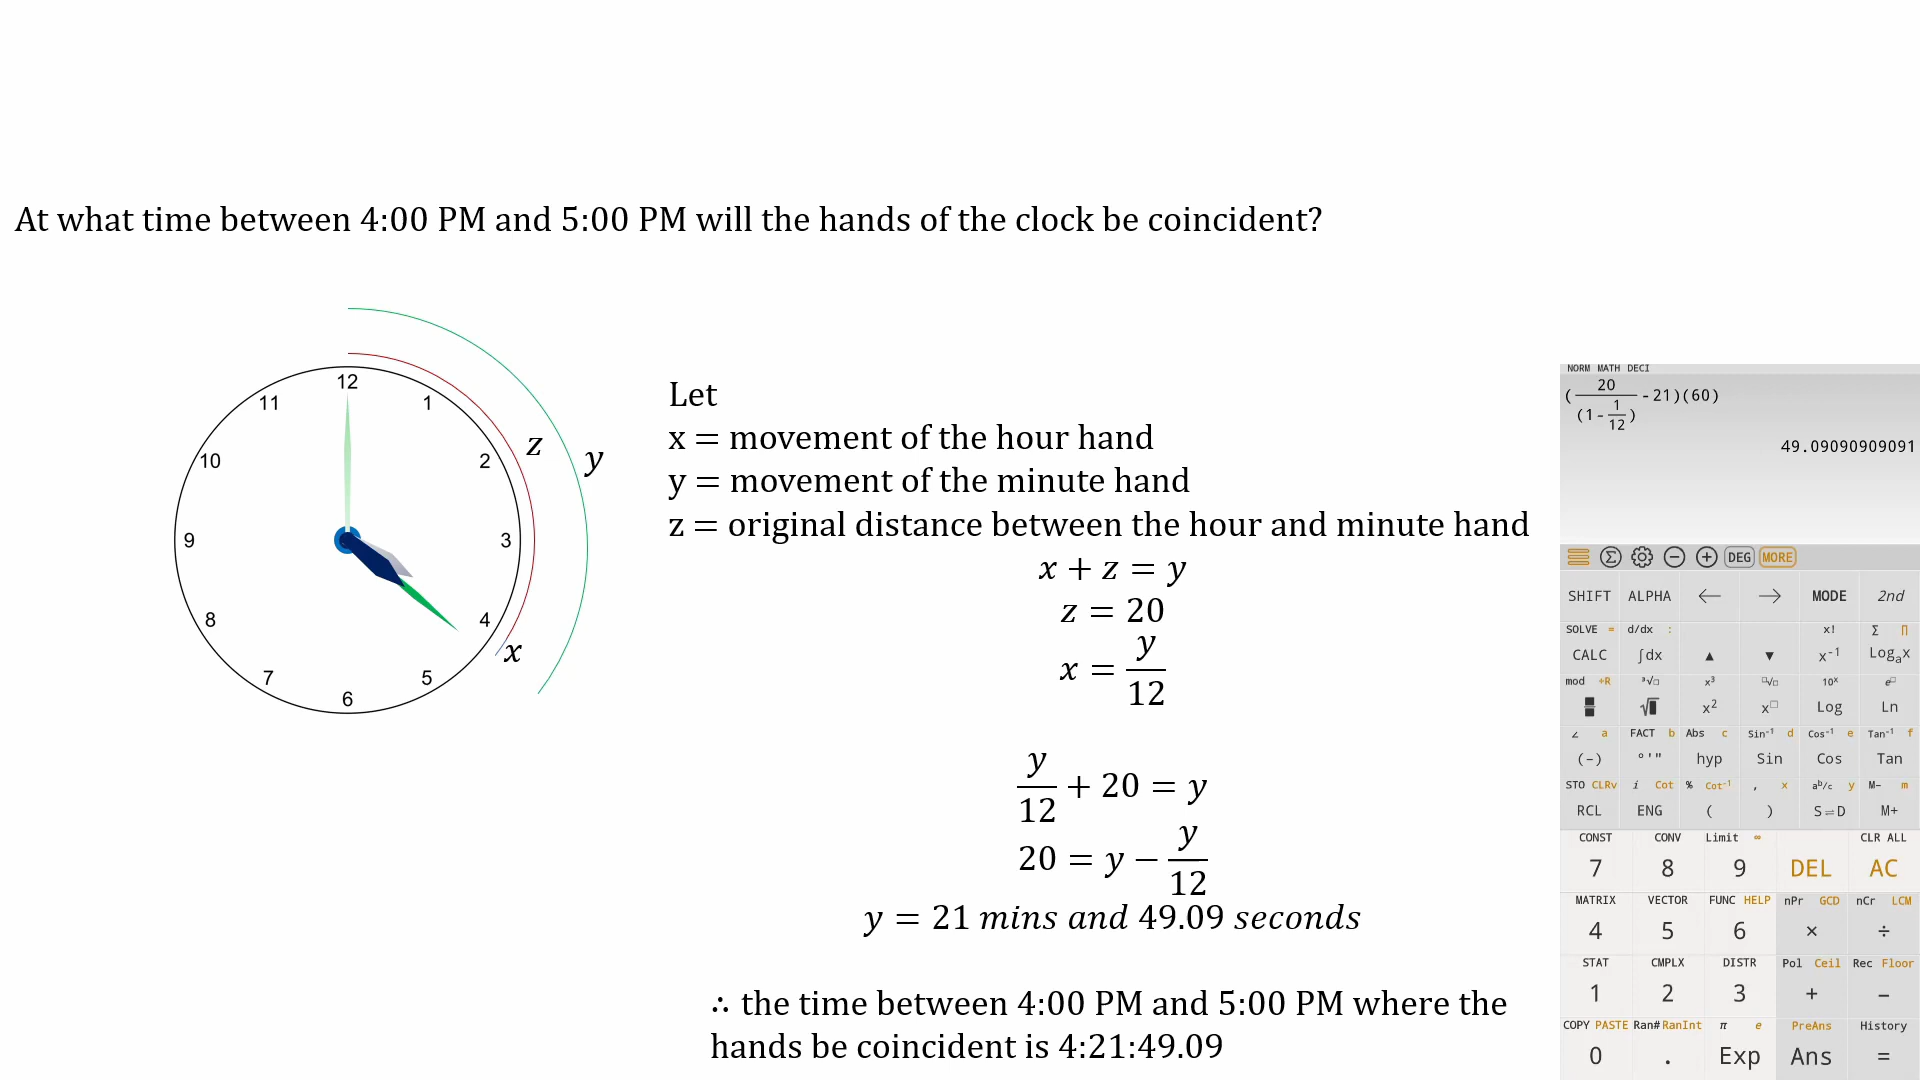 At what time between 4:00 PM and 5:00 PM will the hands of the clock be coincident?
12
11
1
10
2
9
3
8
4
7
5
6
z
y
x
Let
x = movement of the hour hand
y = movement of the minute hand
z = original distance between the hour and minute hand
x + z = y
z = 20
x = y/12
y/12 + 20 = y
20 = y − y/12
y = 21 mins and 49.09 seconds
∴ the time between 4:00 PM and 5:00 PM where the
hands be coincident is 4:21:49.09
NORM MATH DECI
(20/(1-1/12)-21)(60)
49.09090909091
Σ − + DEG MORE
SHIFT ALPHA ← → MODE 2nd
SOLVE = d/dx : x! Σ ∏
CALC ∫dx ▲ ▼ x⁻¹ Logₐx
mod ÷R ³√□ x³ □√□ 10ˣ e□
√ x² x□ Log Ln
∠ a FACT b Abs c Sin⁻¹ d Cos⁻¹ e Tan⁻¹ f
(−) °'" hyp Sin Cos Tan
STO CLRv i Cot % Cot⁻¹ , x aᵇ/c y M− m
RCL ENG ( ) S⇌D M+
CONST CONV Limit ∞ CLR ALL
7 8 9 DEL AC
MATRIX VECTOR FUNC HELP nPr GCD nCr LCM
4 5 6 × ÷
STAT CMPLX DISTR Pol Ceil Rec Floor
1 2 3 + −
COPY PASTE Ran# RanInt π e PreAns History
0 . Exp Ans =